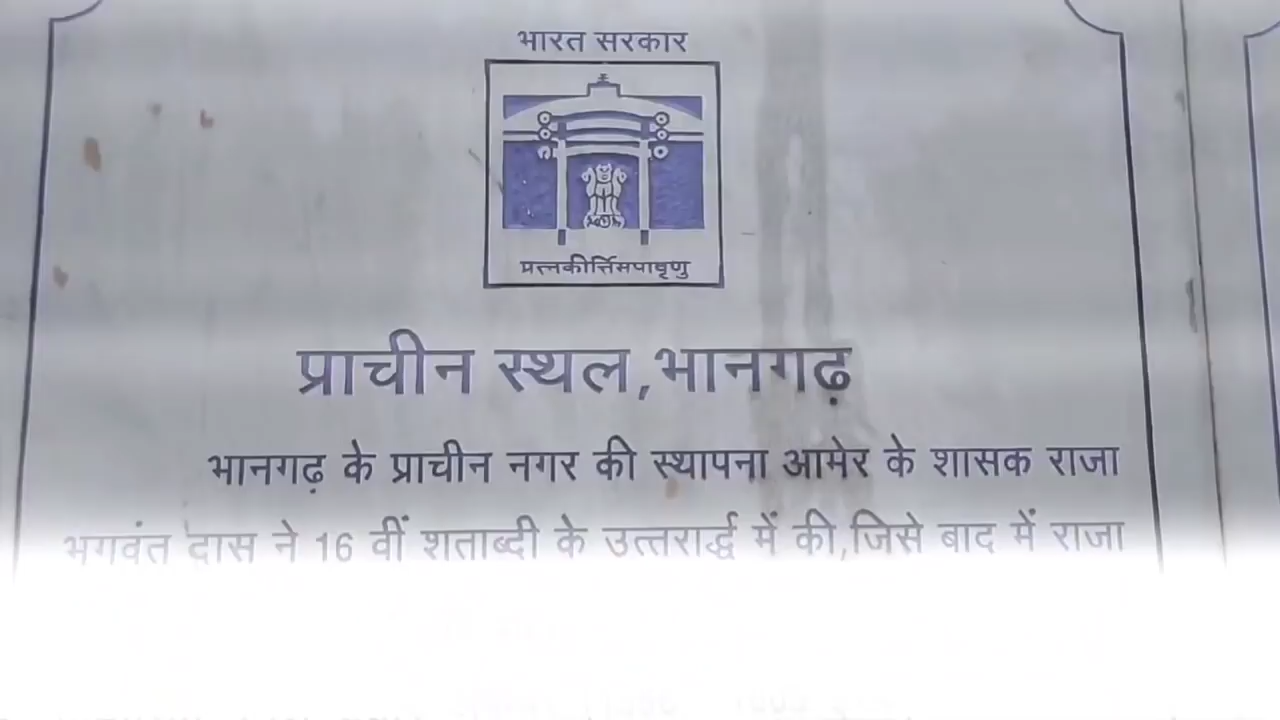 भारत सरकार
प्रत्नकीर्त्तिमपावृणु
प्राचीन स्थल,भानगढ़
भानगढ़ के प्राचीन नगर की स्थापना आमेर के शासक राजा
भगवंत दास ने 16 वीं शताब्दी के उत्तरार्द्ध में की,जिसे बाद में राजा